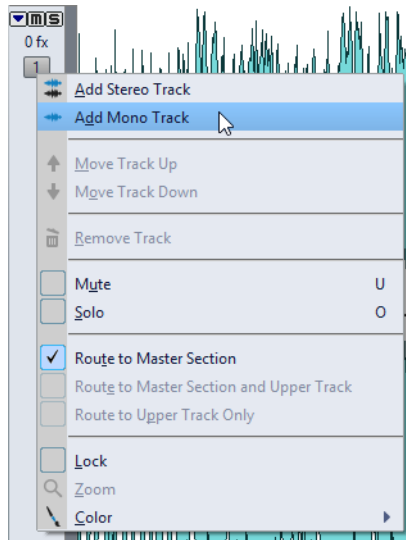 m s
0 fx
1
Add Stereo Track
Add Mono Track
Move Track Up
Move Track Down
Remove Track
Mute U
Solo O
Route to Master Section
Route to Master Section and Upper Track
Route to Upper Track Only
Lock
Zoom
Color